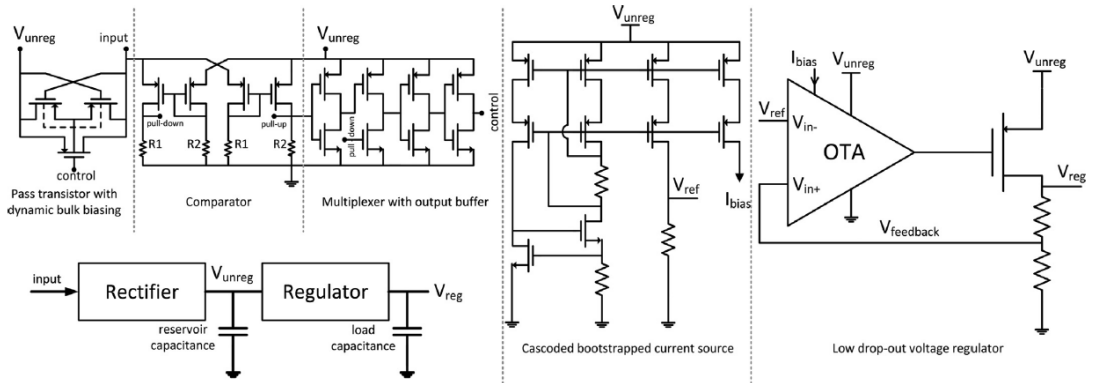 Vunreg
input
control
Pass transistor with
dynamic bulk biasing
pull-down
pull-up
R1
R2
R1
R2
Comparator
Vunreg
pull down
control
Multiplexer with output buffer
input
Rectifier
Vunreg
Regulator
Vreg
reservoir
capacitance
load
capacitance
Vunreg
Vref
Ibias
Cascoded bootstrapped current source
Ibias
Vunreg
Vunreg
Vref
Vin-
OTA
Vin+
Vreg
Vfeedback
Low drop-out voltage regulator